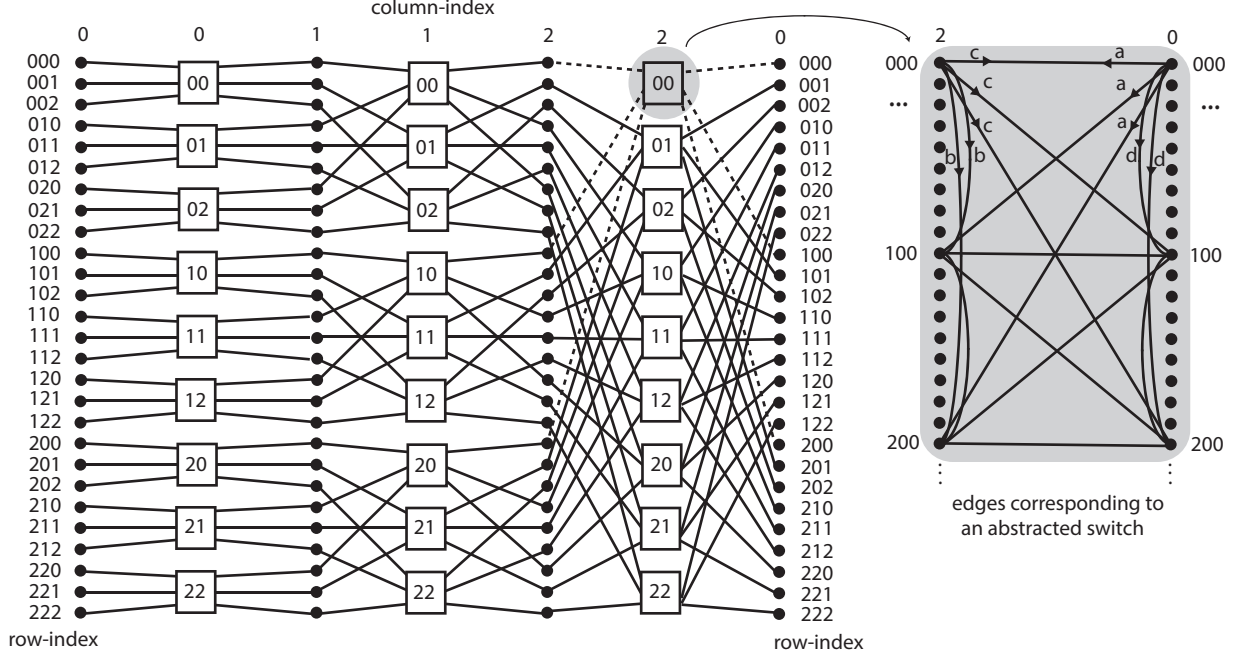 column-index
0 0 1 1 2 2 0 2 0
000 00 00 00 000 000 c a 000
001 001 c a
002 002 ... c a ...
010 01 01 01 010
011 011 b b d d
012 012
020 02 02 02 020
021 021
022 022
100 10 10 10 100 100 100
101 101
102 102
110 11 11 11 110
111 111
112 112
120 12 12 12 120
121 121
122 122
200 20 20 20 200 200 200
201 201
202 202
210 21 21 21 210
211 211
212 212
220 22 22 22 220
221 221
222 222
row-index row-index
edges corresponding to
an abstracted switch